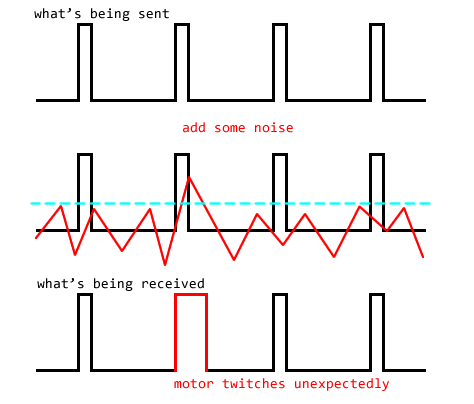 what's being sent
add some noise
what's being received
motor twitches unexpectedly